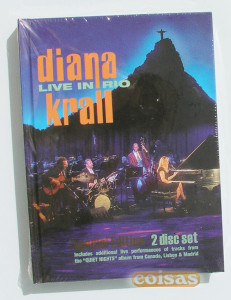 diana
LIVE IN RIO
krall
2 disc set
Includes additional live performances of tracks from
the "QUIET NIGHTS" album from Canada, Lisbon & Madrid
coisas